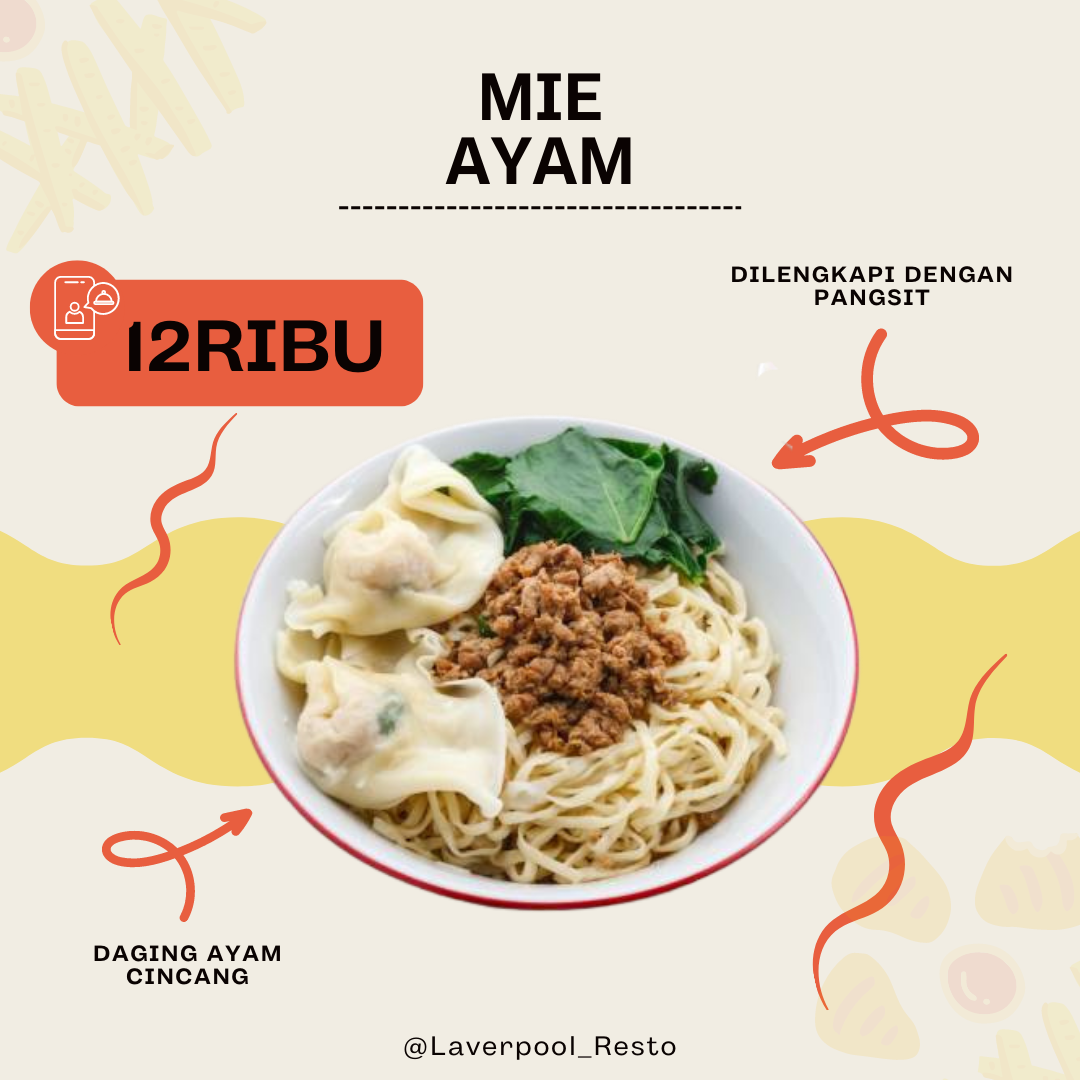 MIE
AYAM
12RIBU
DILENGKAPI DENGAN
PANGSIT
DAGING AYAM
CINCANG
@Laverpool_Resto